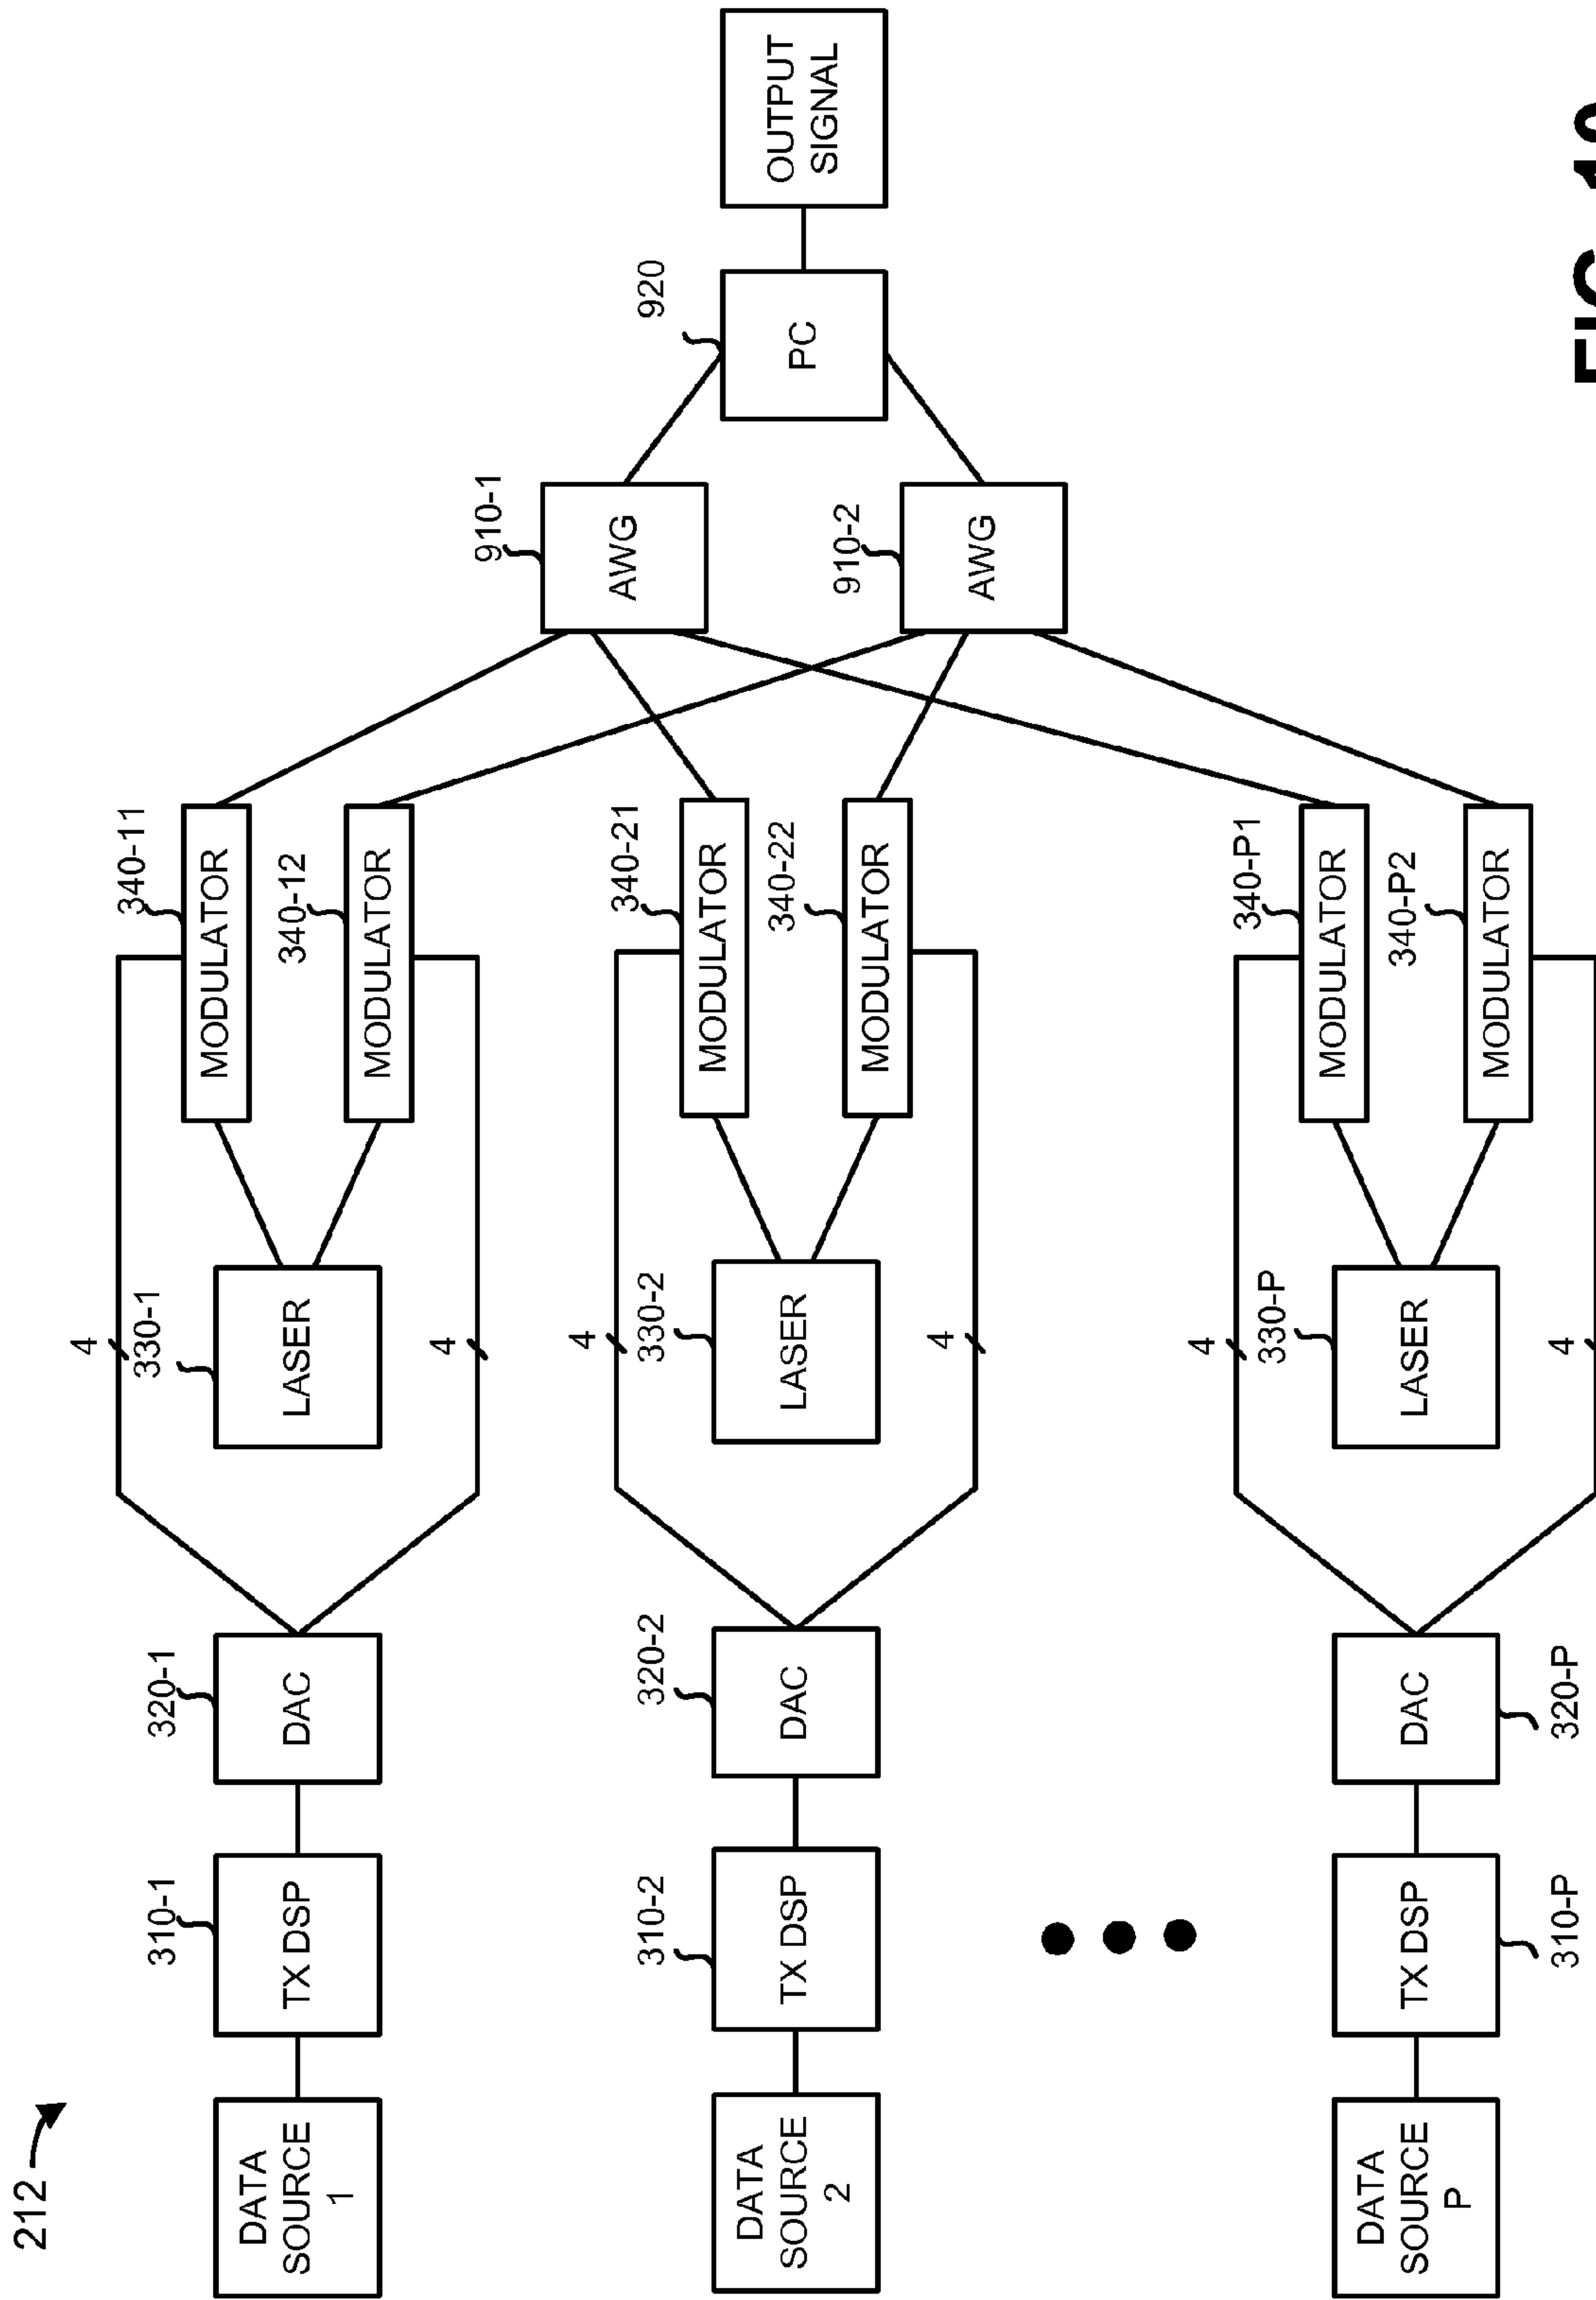 212
DATA
SOURCE
1
310-1
TX DSP
320-1
DAC
4
330-1
LASER
4
340-11
MODULATOR
340-12
MODULATOR
DATA
SOURCE
2
310-2
TX DSP
320-2
DAC
4
330-2
LASER
4
340-21
MODULATOR
340-22
MODULATOR
DATA
SOURCE
P
TX DSP
310-P
DAC
320-P
4
330-P
LASER
4
340-P1
MODULATOR
340-P2
MODULATOR
910-1
AWG
910-2
AWG
920
PC
OUTPUT
SIGNAL